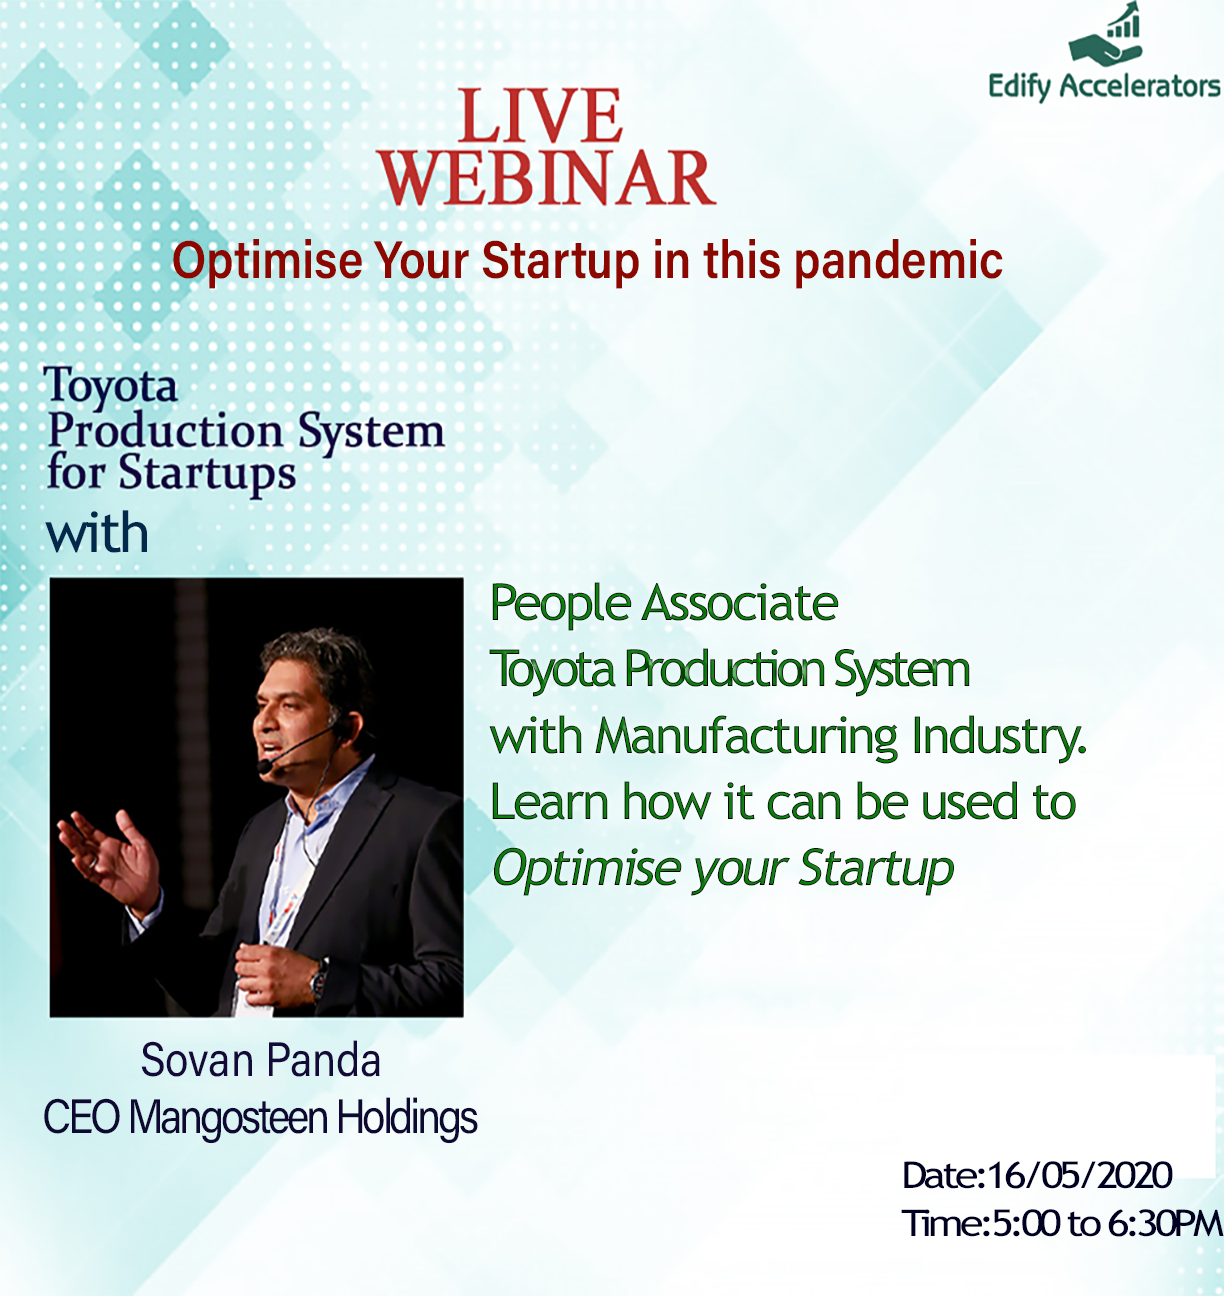 Edify Accelerators
LIVE
WEBINAR
Optimise Your Startup in this pandemic
Toyota
Production System
for Startups
with
People Associate
Toyota Production System
with Manufacturing Industry.
Learn how it can be used to
Optimise your Startup
Sovan Panda
CEO Mangosteen Holdings
Date:16/05/2020
Time:5:00 to 6:30PM